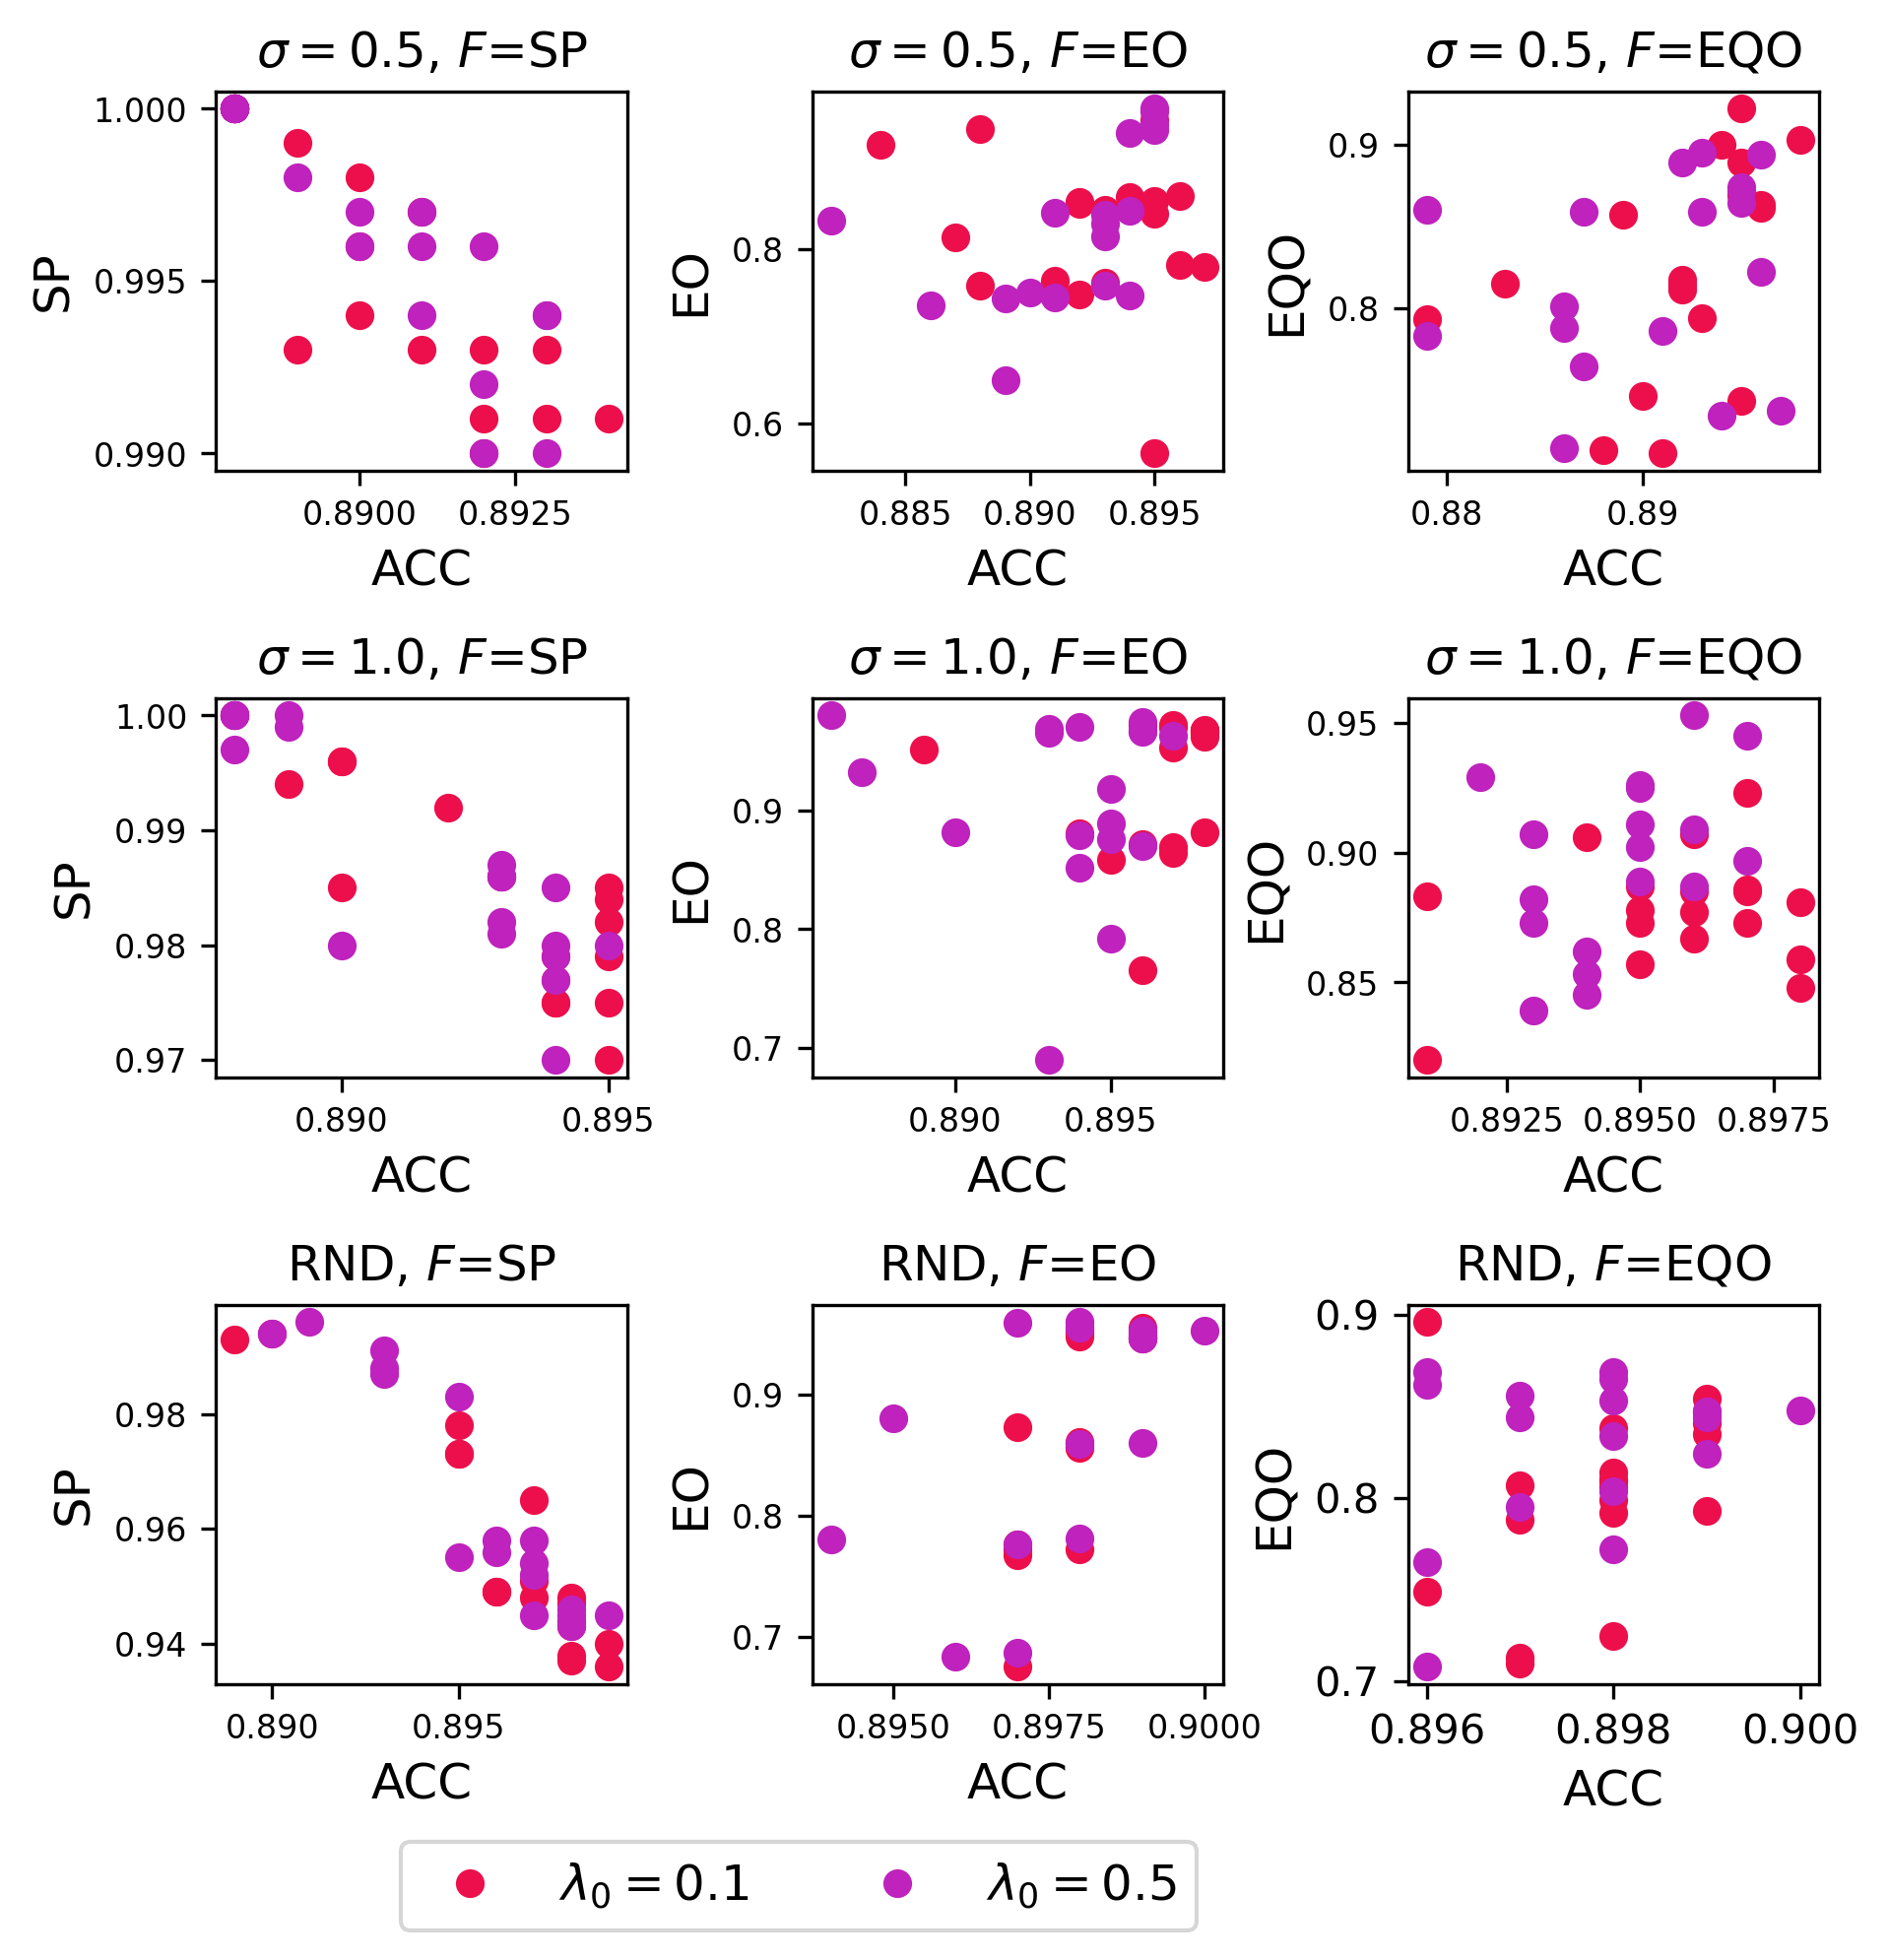 σ = 0.5, F=SP
σ = 0.5, F=EO
σ = 0.5, F=EQO
SP
1.000
0.995
0.990
0.8900 0.8925
ACC
EO
0.8
0.6
0.885 0.890 0.895
ACC
EQO
0.9
0.8
0.88 0.89
ACC
σ = 1.0, F=SP
σ = 1.0, F=EO
σ = 1.0, F=EQO
SP
1.00
0.99
0.98
0.97
0.890 0.895
ACC
EO
0.9
0.8
0.7
0.890 0.895
ACC
EQO
0.95
0.90
0.85
0.8925 0.8950 0.8975
ACC
RND, F=SP
RND, F=EO
RND, F=EQO
SP
0.98
0.96
0.94
0.890 0.895
ACC
EO
0.9
0.8
0.7
0.8950 0.8975 0.9000
ACC
EQO
0.9
0.8
0.7
0.896 0.898 0.900
ACC
λ₀ = 0.1 λ₀ = 0.5